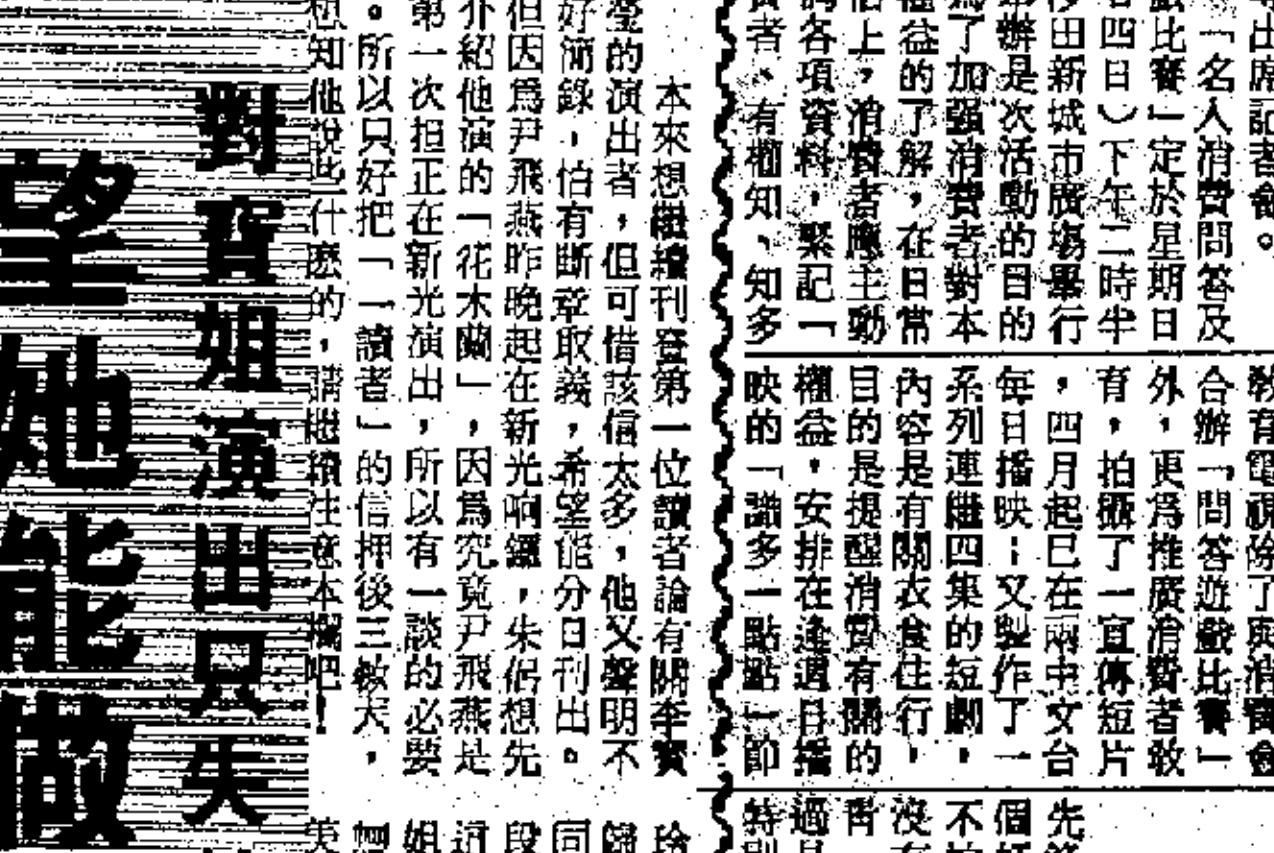 出席記者會。
「名人消費問答及
戲比賽」定於星期日
四日)下午二時半
沙田新城市廣塲舉行
辦是次活動的目的
為了加强消費者對本
權益的了解,在日常
上,消費者應主動
各項資料,緊記「
者,有權知,知多
教育電視除了與消費會
合辦「問答遊戲比賽」
外,更為推廣消費者教
育,拍攝了一宣傳短片
,四月起已在兩中文台
每日播映;又製作了一
系列連繼四集的短劇,
內容是有關衣食住行,
目的是提醒消費有關的
權益,安排在逢週日播
映的「識多一點點」節
先
個
不
沒
過
特
本來想繼續刊登第一位讀者論有關李寶
瑩的演出者,但可惜該信太多,他又聲明不
好簡錄,怕有斷章取義,希望能分日刊出。
但因為尹飛燕昨晚起在新光响鑼,朱侶想先
介紹他演的「花木蘭」,因為究竟尹飛燕是
第一次担正在新光演出,所以有一談的必要
。所以只好把「一讀者」的信押後三數天,
想知他說些什麽的,請繼續注意本欄吧!
同
段
姐
對寶姐演出只失
望她能做